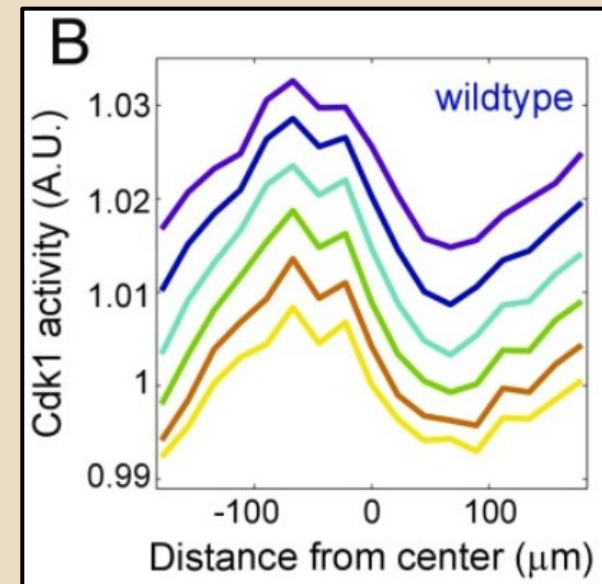 B
wildtype
Cdk1 activity (A.U.)
1.03
1.02
1.01
1
0.99
-100
0
100
Distance from center (μm)